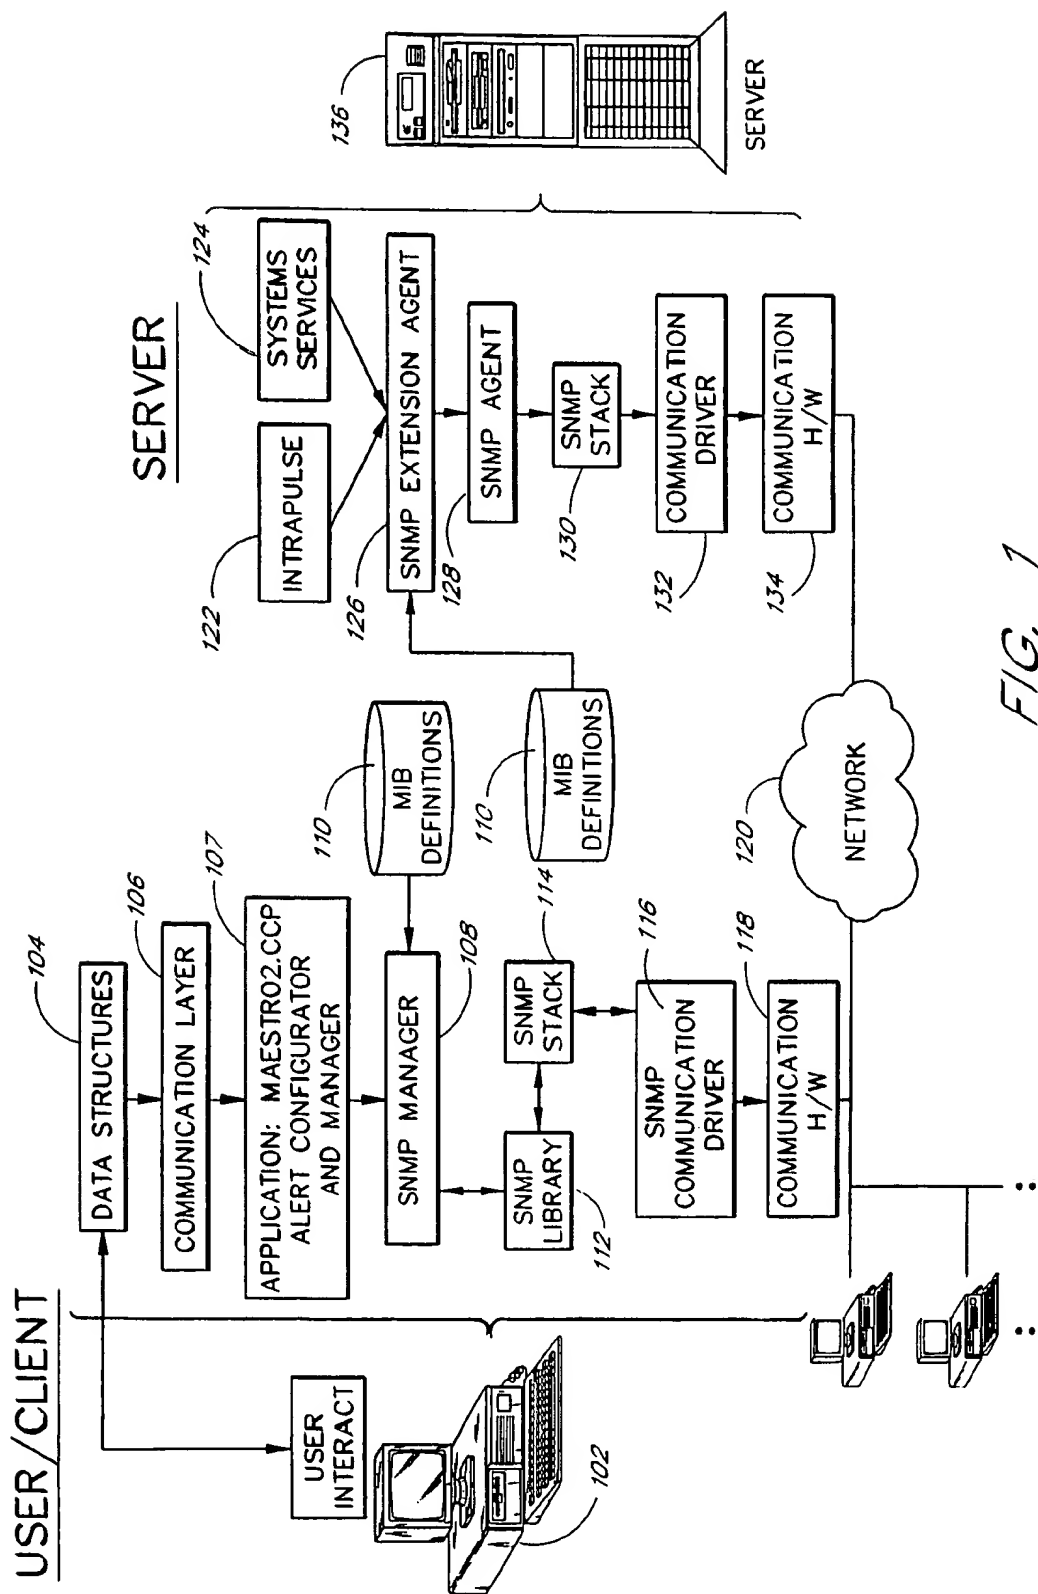 USER/CLIENT
USER
INTERACT
102
104
DATA STRUCTURES
106
COMMUNICATION LAYER
107
APPLICATION: MAESTRO2.CCP
ALERT CONFIGURATOR
AND MANAGER
SNMP MANAGER
108
110
MIB
DEFINITIONS
SNMP
LIBRARY
112
SNMP
STACK
114
110
MIB
DEFINITIONS
SNMP
COMMUNICATION
DRIVER
116
COMMUNICATION
H/W
118
120
NETWORK
SERVER
122
INTRAPULSE
124
SYSTEMS
SERVICES
126
SNMP EXTENSION AGENT
128
SNMP AGENT
130
SNMP
STACK
132
COMMUNICATION
DRIVER
134
COMMUNICATION
H/W
136
SERVER
FIG. 1